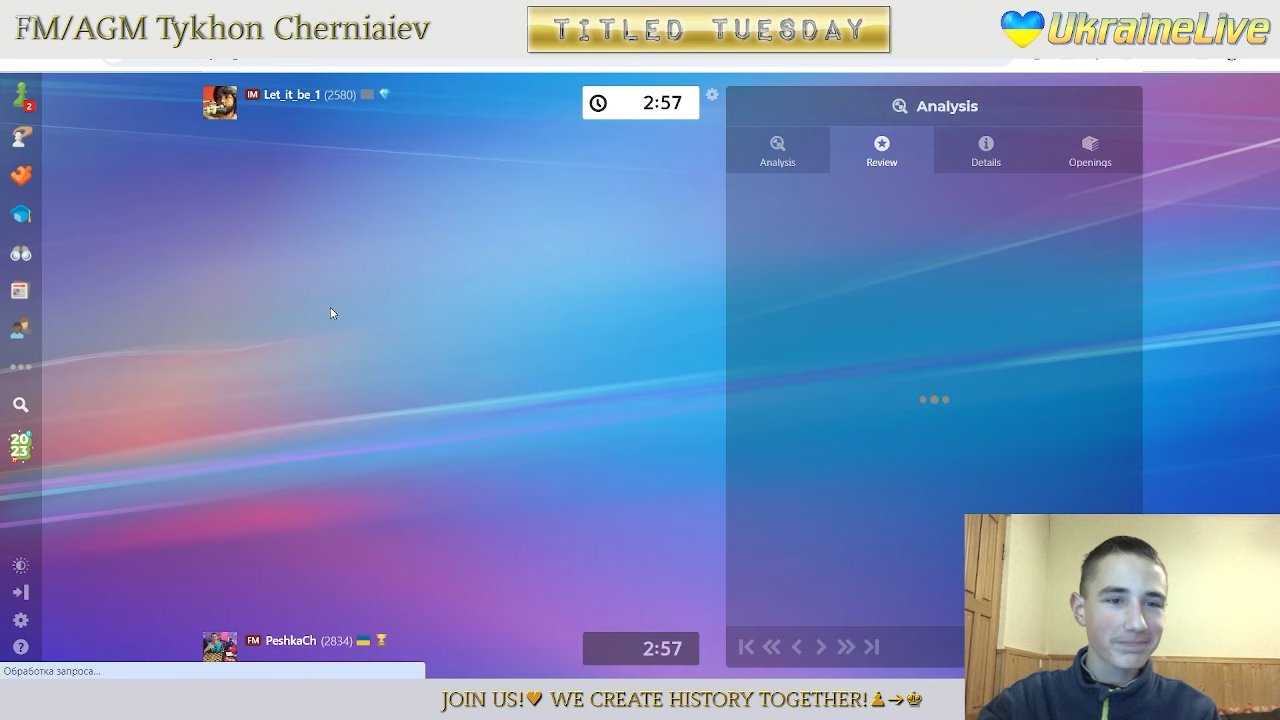 FM/AGM Tykhon Cherniaiev
TITLED TUESDAY
UkraineLive
2
IM Let_it_be_1 (2580)
2:57
Analysis
Analysis
Review
Details
Openings
20
23
FM PeshkaCh (2834)
2:57
Обработка запроса...
JOIN US! WE CREATE HISTORY TOGETHER!